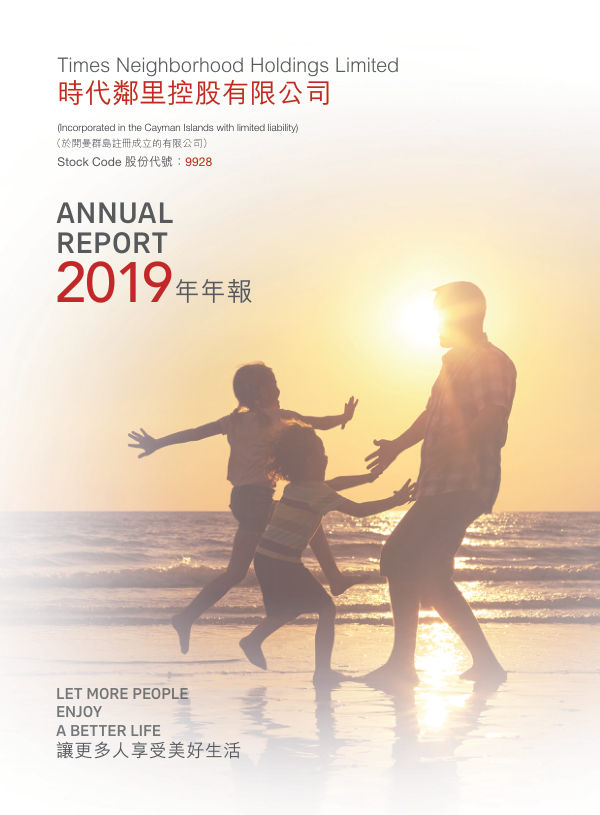 Times Neighborhood Holdings Limited
時代鄰里控股有限公司
(Incorporated in the Cayman Islands with limited liability)
(於開曼群島註冊成立的有限公司)
Stock Code 股份代號：9928
ANNUAL
REPORT
2019年年報
LET MORE PEOPLE
ENJOY
A BETTER LIFE
讓更多人享受美好生活